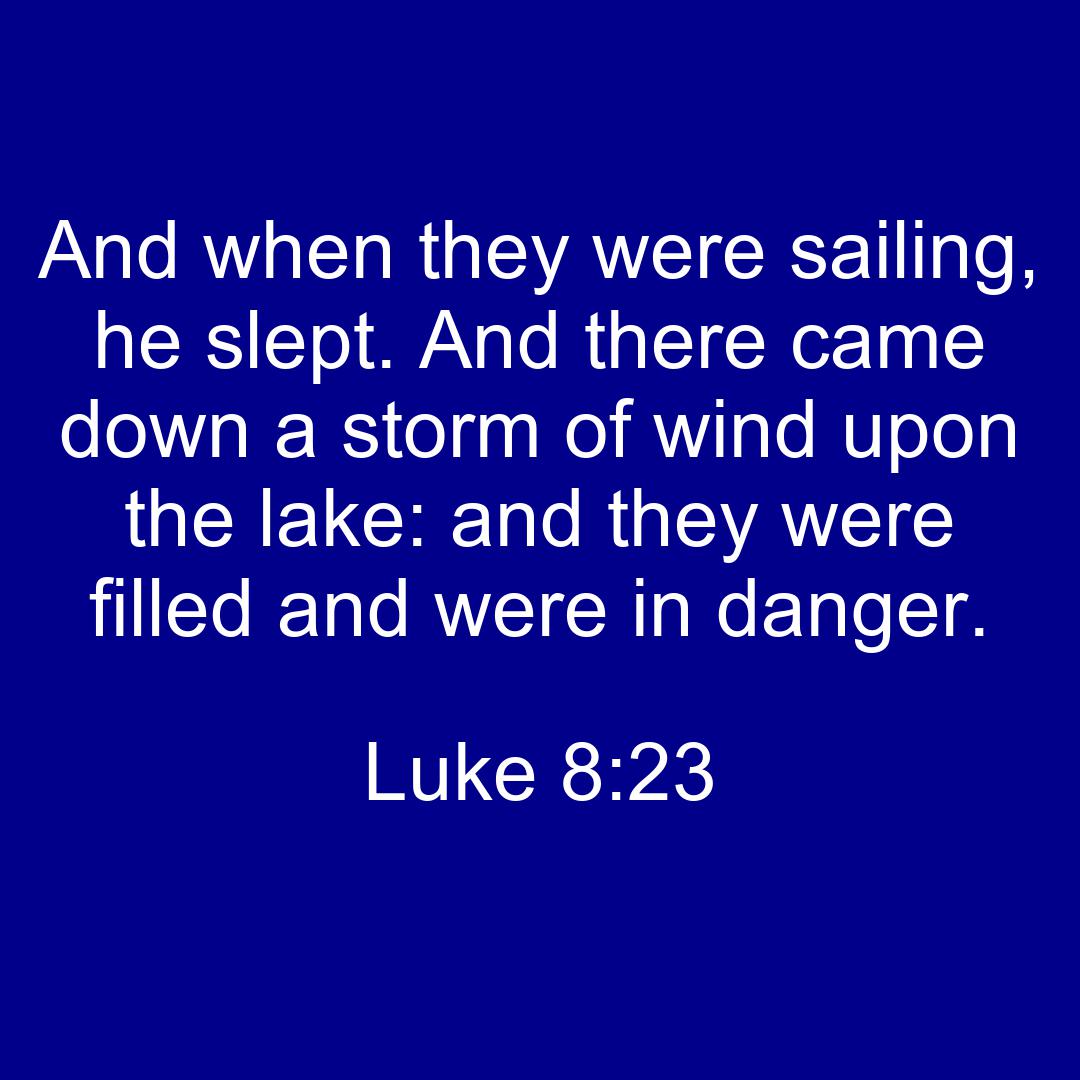 And when they were sailing,
he slept. And there came
down a storm of wind upon
the lake: and they were
filled and were in danger.
Luke 8:23